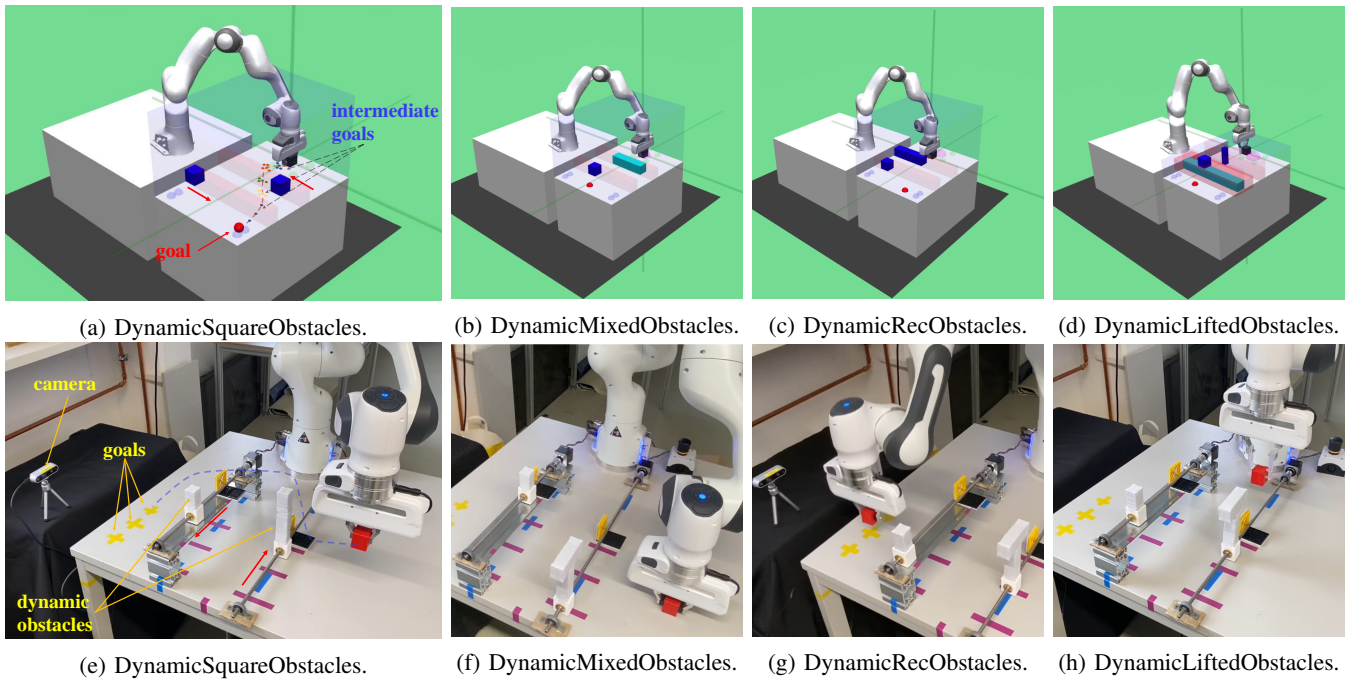 intermediate
goals
goal
(a) DynamicSquareObstacles.
(b) DynamicMixedObstacles.
(c) DynamicRecObstacles.
(d) DynamicLiftedObstacles.
camera
goals
dynamic
obstacles
(e) DynamicSquareObstacles.
(f) DynamicMixedObstacles.
(g) DynamicRecObstacles.
(h) DynamicLiftedObstacles.